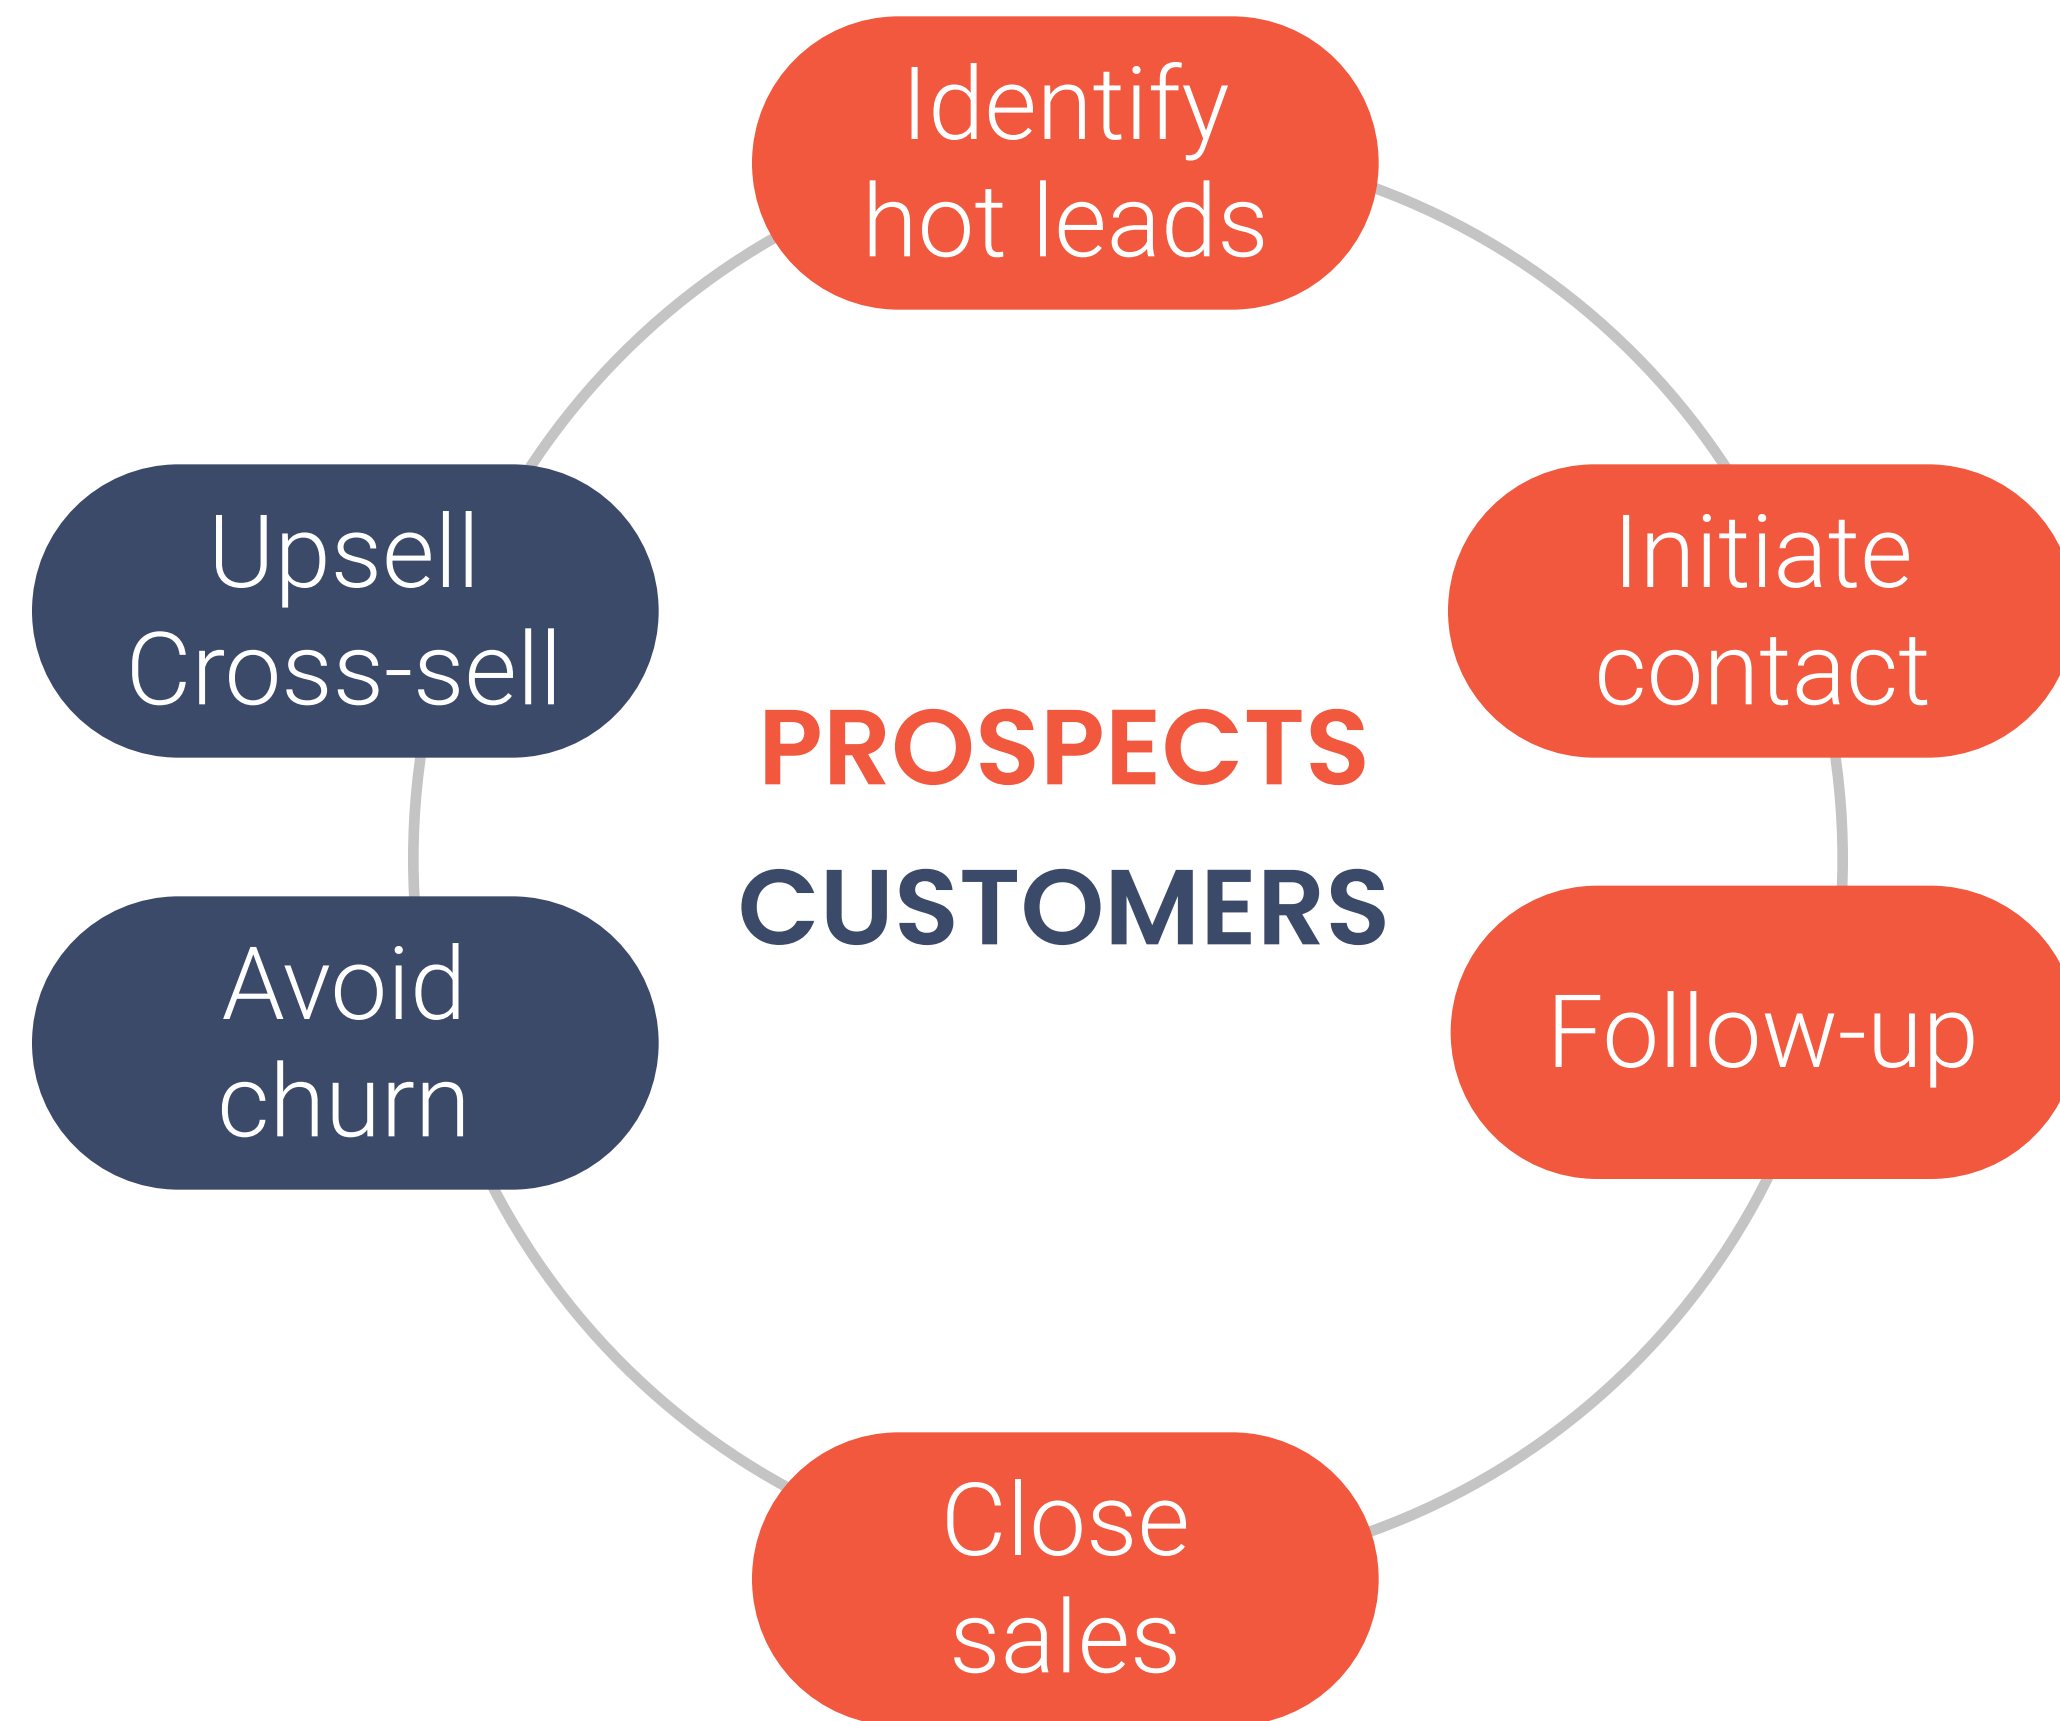 Identify
hot leads
Upsell
Cross-sell
Initiate
contact
PROSPECTS
CUSTOMERS
Avoid
churn
Follow-up
Close
sales